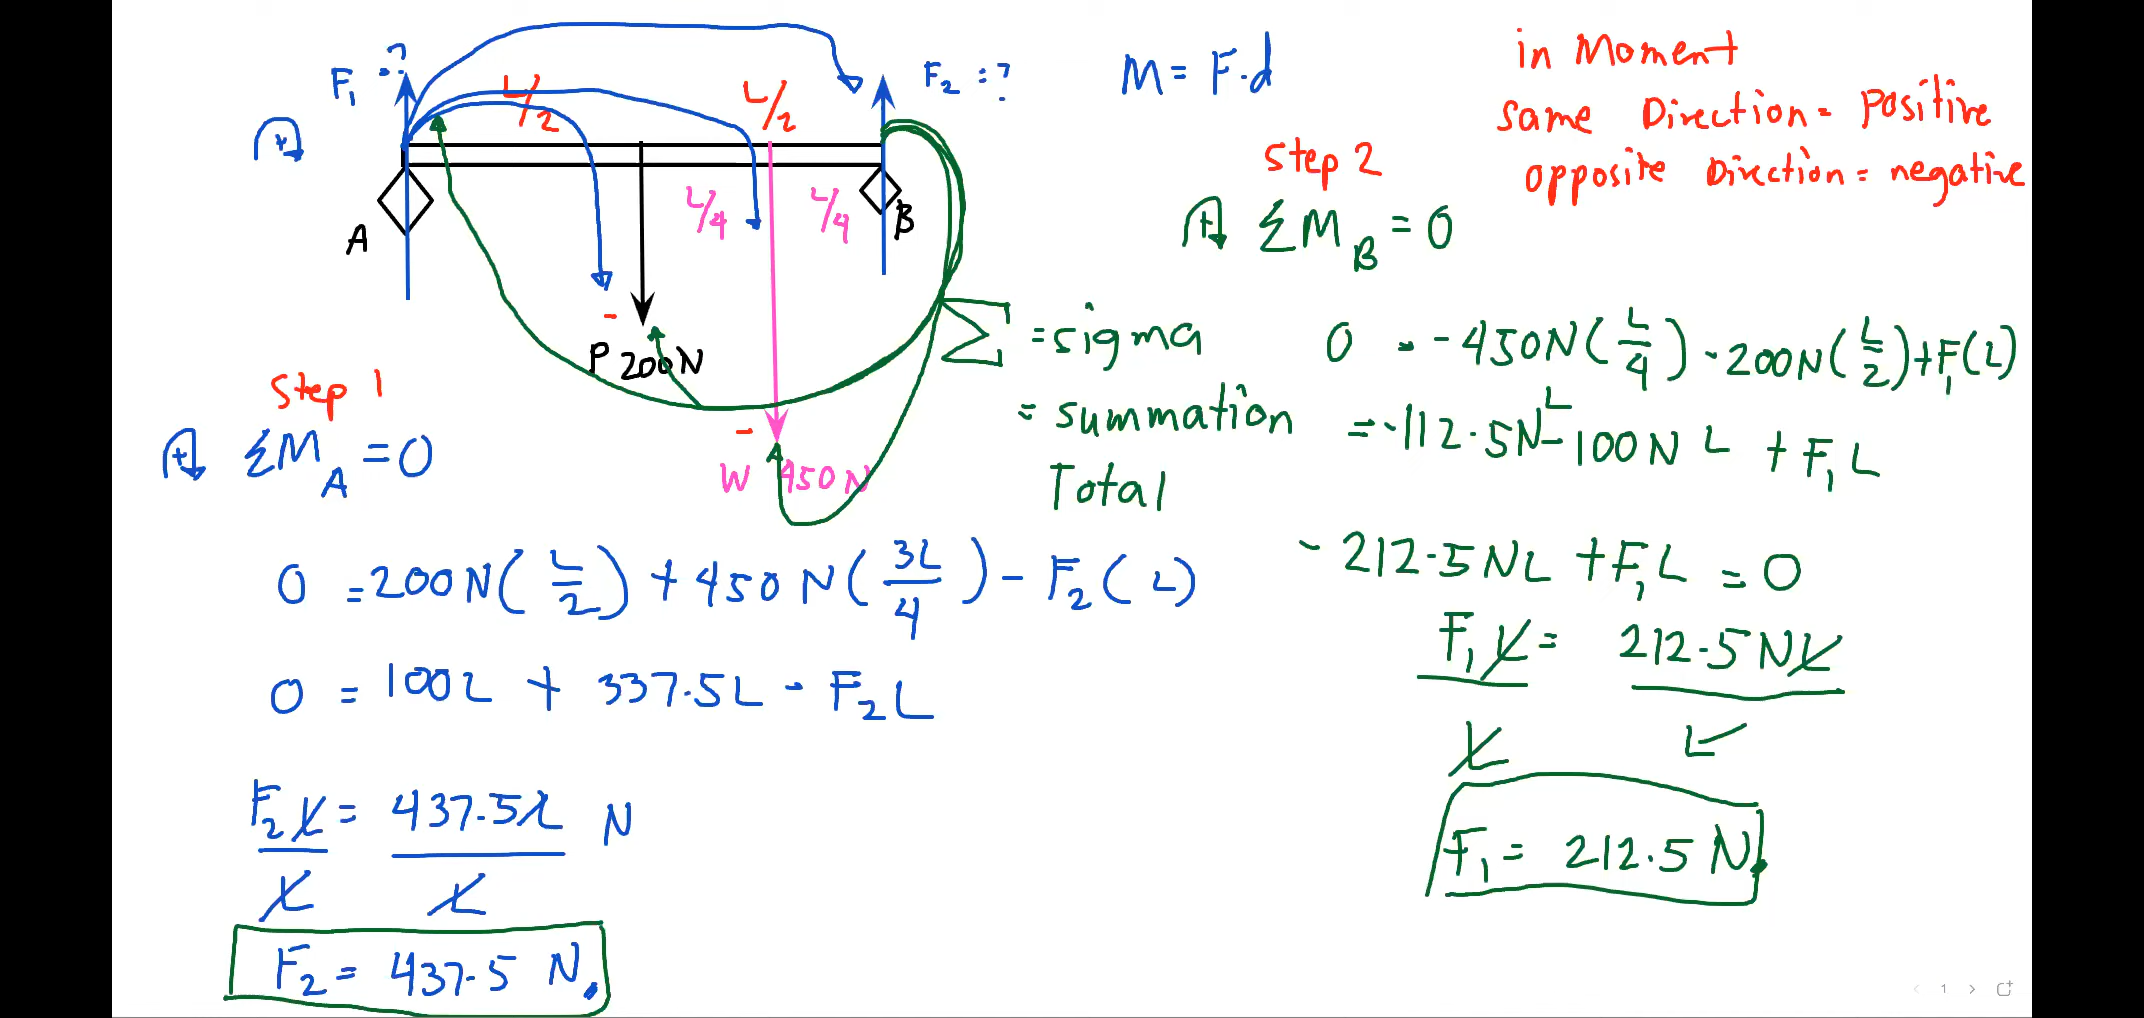 F₁ = ?
L/2
L/2
F₂ = ?
M = F.d
in Moment
same Direction = Positive
opposite Direction = negative
+
A
L/4
L/4
B
Step 2
+ ΣM_B = 0
-
P 200N
Σ = sigma
= summation
Total
0 = -450N(L/4) - 200N(L/2) + F₁(L)
= -112.5N L - 100N L + F₁L
Step 1
+ ΣM_A = 0
-
W 450N
- 212.5NL + F₁L = 0
0 = 200N(L/2) + 450N(3L/4) - F₂(L)
F₁L = 212.5NL
L L
0 = 100L + 337.5L - F₂L
F₂L = 437.5L N
L L
F₁ = 212.5 N.
F₂ = 437.5 N.
1